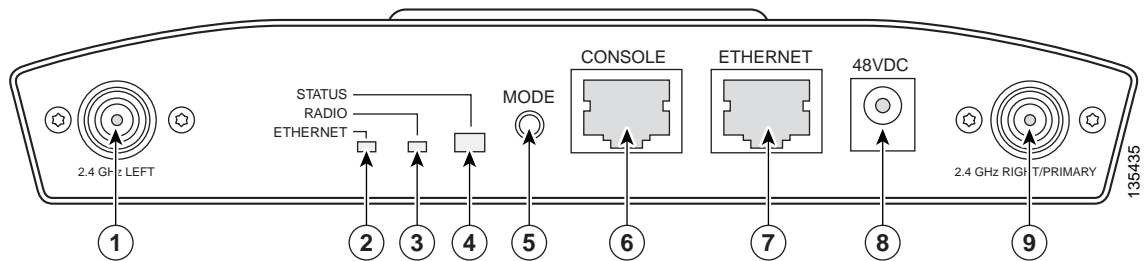 CONSOLE
ETHERNET
48VDC
STATUS
MODE
RADIO
ETHERNET
2.4 GHz LEFT
2.4 GHz RIGHT/PRIMARY
135435
1
2
3
4
5
6
7
8
9